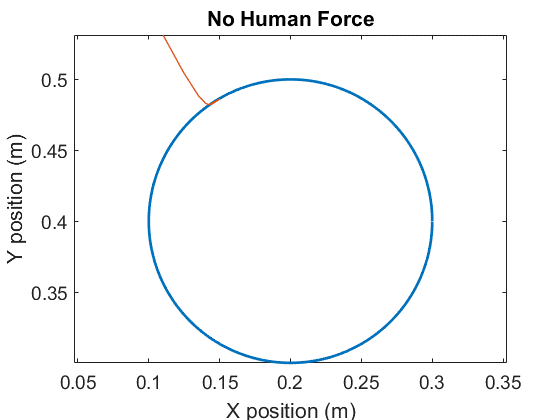 No Human Force
Y position (m)
0.5
0.45
0.4
0.35
0.05 0.1 0.15 0.2 0.25 0.3 0.35
X position (m)